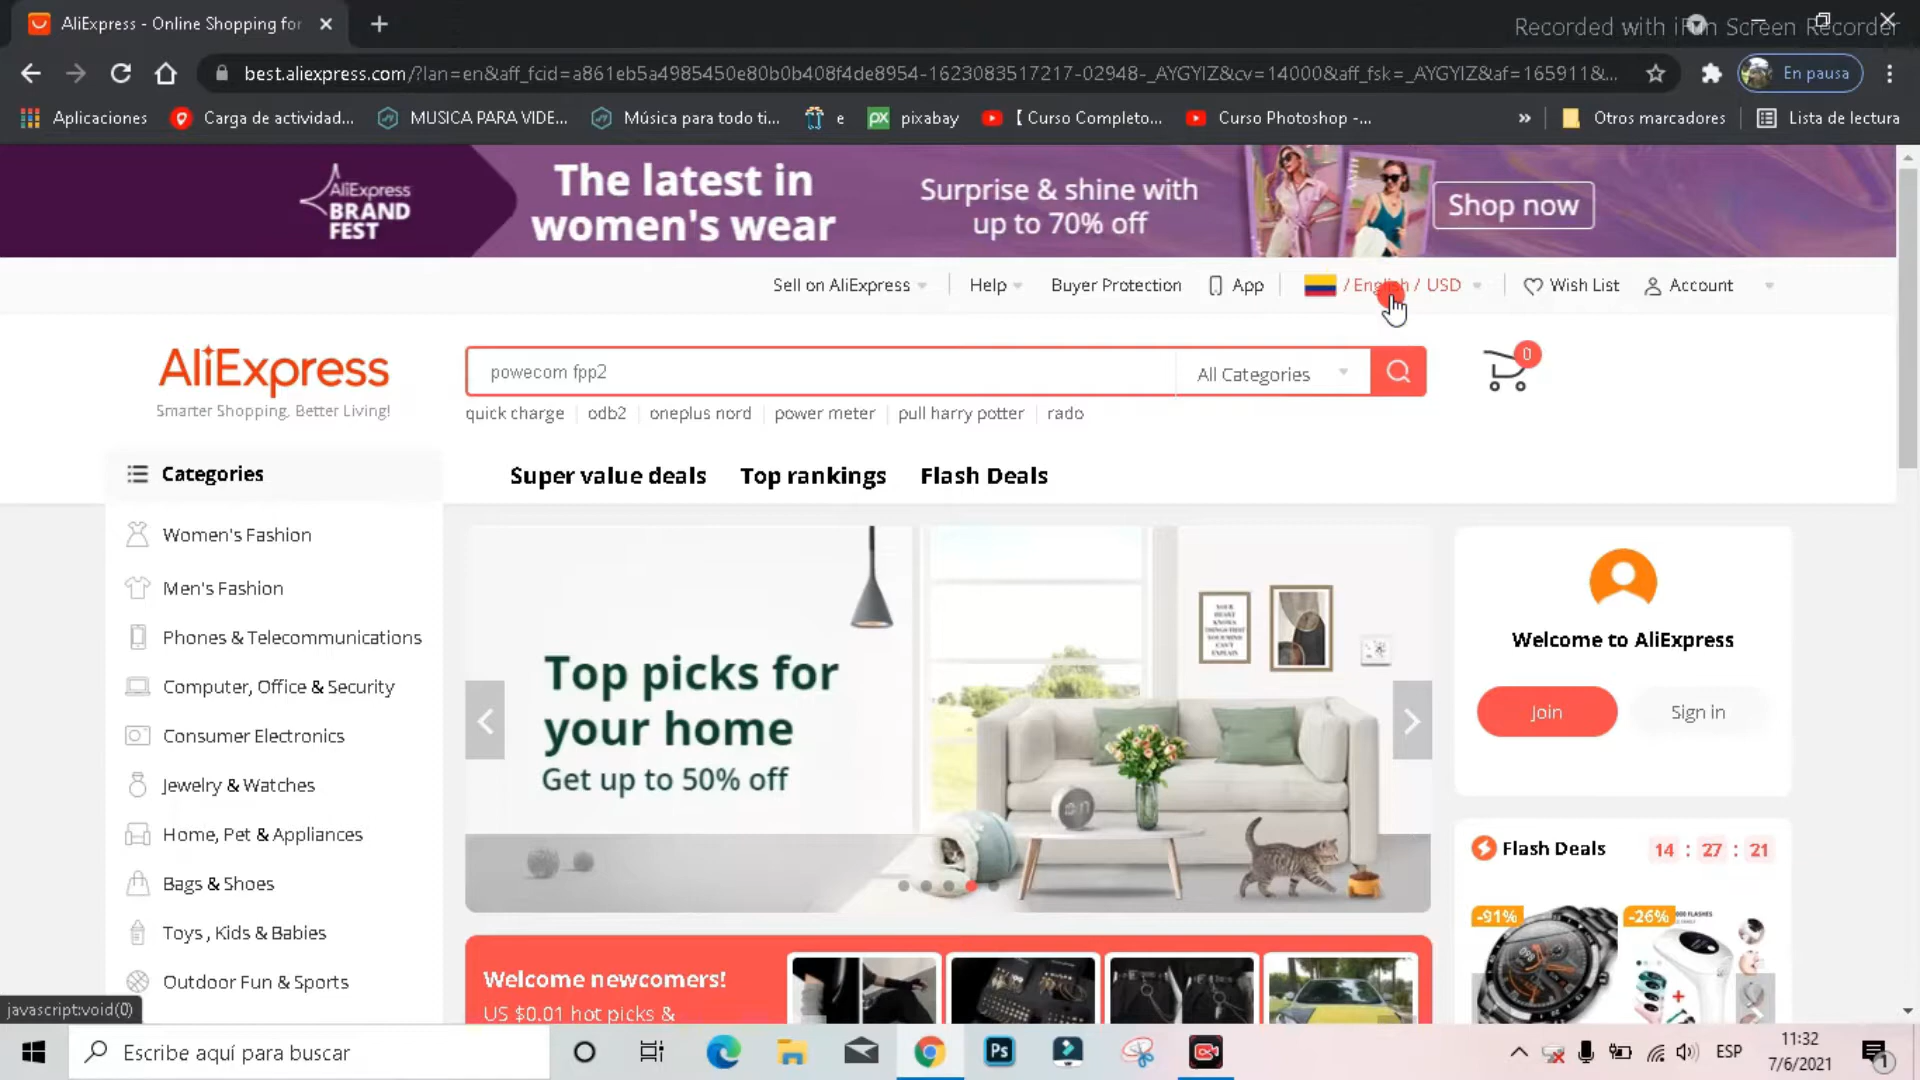 AliExpress - Online Shopping for
Recorded with iFun Screen Recorder
best.aliexpress.com/?lan=en&aff_fcid=a861eb5a4985450e80b0b408f4de8954-1623083517217-02948-_AYGYIZ&cv=14000&aff_fsk=_AYGYIZ&af=165911&...
En pausa
Aplicaciones
Carga de actividad...
MUSICA PARA VIDE...
Música para todo ti...
e
px pixabay
【 Curso Completo...
Curso Photoshop -...
»
Otros marcadores
Lista de lectura
AliExpress
BRAND
FEST
The latest in
women's wear
Surprise & shine with
up to 70% off
Shop now
Sell on AliExpress
Help
Buyer Protection
App
/ English / USD
Wish List
Account
AliExpress
Smarter Shopping, Better Living!
powecom fpp2
All Categories
0
quick charge
odb2
oneplus nord
power meter
pull harry potter
rado
Categories
Super value deals
Top rankings
Flash Deals
Women's Fashion
Men's Fashion
Phones & Telecommunications
Computer, Office & Security
Consumer Electronics
Jewelry & Watches
Home, Pet & Appliances
Bags & Shoes
Toys , Kids & Babies
Outdoor Fun & Sports
Top picks for
your home
Get up to 50% off
Welcome to AliExpress
Join
Sign in
Flash Deals
14 : 27 : 21
-91%
-26%
FLASHES
Welcome newcomers!
US $0.01 hot picks &
javascript:void(0)
Escribe aquí para buscar
Ps
ESP
11:32
7/6/2021
1